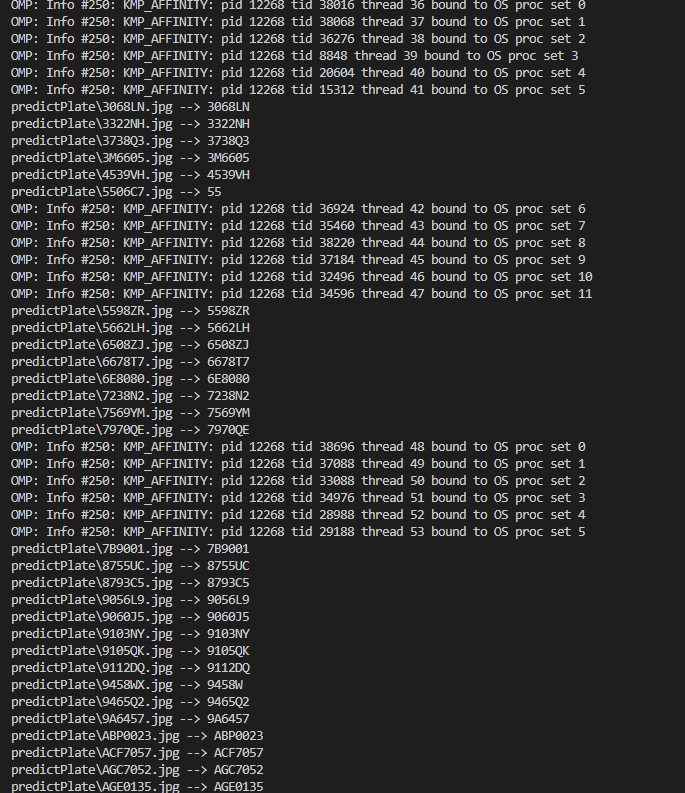 OMP: Info #250: KMP_AFFINITY: pid 12268 tid 38016 thread 36 bound to OS proc set 0
OMP: Info #250: KMP_AFFINITY: pid 12268 tid 38068 thread 37 bound to OS proc set 1
OMP: Info #250: KMP_AFFINITY: pid 12268 tid 36276 thread 38 bound to OS proc set 2
OMP: Info #250: KMP_AFFINITY: pid 12268 tid 8848 thread 39 bound to OS proc set 3
OMP: Info #250: KMP_AFFINITY: pid 12268 tid 20604 thread 40 bound to OS proc set 4
OMP: Info #250: KMP_AFFINITY: pid 12268 tid 15312 thread 41 bound to OS proc set 5
predictPlate\3068LN.jpg --> 3068LN
predictPlate\3322NH.jpg --> 3322NH
predictPlate\3738Q3.jpg --> 3738Q3
predictPlate\3M6605.jpg --> 3M6605
predictPlate\4539VH.jpg --> 4539VH
predictPlate\5506C7.jpg --> 55
OMP: Info #250: KMP_AFFINITY: pid 12268 tid 36924 thread 42 bound to OS proc set 6
OMP: Info #250: KMP_AFFINITY: pid 12268 tid 35460 thread 43 bound to OS proc set 7
OMP: Info #250: KMP_AFFINITY: pid 12268 tid 38220 thread 44 bound to OS proc set 8
OMP: Info #250: KMP_AFFINITY: pid 12268 tid 37184 thread 45 bound to OS proc set 9
OMP: Info #250: KMP_AFFINITY: pid 12268 tid 32496 thread 46 bound to OS proc set 10
OMP: Info #250: KMP_AFFINITY: pid 12268 tid 34596 thread 47 bound to OS proc set 11
predictPlate\5598ZR.jpg --> 5598ZR
predictPlate\5662LH.jpg --> 5662LH
predictPlate\6508ZJ.jpg --> 6508ZJ
predictPlate\6678T7.jpg --> 6678T7
predictPlate\6E8080.jpg --> 6E8080
predictPlate\7238N2.jpg --> 7238N2
predictPlate\7569YM.jpg --> 7569YM
predictPlate\7970QE.jpg --> 7970QE
OMP: Info #250: KMP_AFFINITY: pid 12268 tid 38696 thread 48 bound to OS proc set 0
OMP: Info #250: KMP_AFFINITY: pid 12268 tid 37088 thread 49 bound to OS proc set 1
OMP: Info #250: KMP_AFFINITY: pid 12268 tid 33088 thread 50 bound to OS proc set 2
OMP: Info #250: KMP_AFFINITY: pid 12268 tid 34976 thread 51 bound to OS proc set 3
OMP: Info #250: KMP_AFFINITY: pid 12268 tid 28988 thread 52 bound to OS proc set 4
OMP: Info #250: KMP_AFFINITY: pid 12268 tid 29188 thread 53 bound to OS proc set 5
predictPlate\7B9001.jpg --> 7B9001
predictPlate\8755UC.jpg --> 8755UC
predictPlate\8793C5.jpg --> 8793C5
predictPlate\9056L9.jpg --> 9056L9
predictPlate\9060J5.jpg --> 9060J5
predictPlate\9103NY.jpg --> 9103NY
predictPlate\9105QK.jpg --> 9105QK
predictPlate\9112DQ.jpg --> 9112DQ
predictPlate\9458WX.jpg --> 9458W
predictPlate\9465Q2.jpg --> 9465Q2
predictPlate\9A6457.jpg --> 9A6457
predictPlate\ABP0023.jpg --> ABP0023
predictPlate\ACF7057.jpg --> ACF7057
predictPlate\AGC7052.jpg --> AGC7052
predictPlate\AGE0135.jpg --> AGE0135